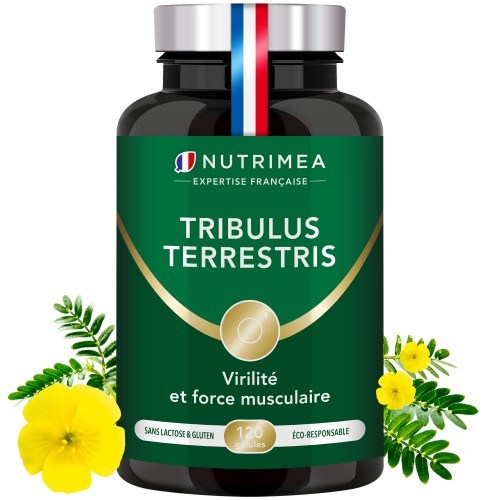 NUTRIMEA
EXPERTISE FRANÇAISE
TRIBULUS
TERRESTRIS
Virilité
et force musculaire
SANS LACTOSE & GLUTEN
120
gélules
ÉCO-RESPONSABLE